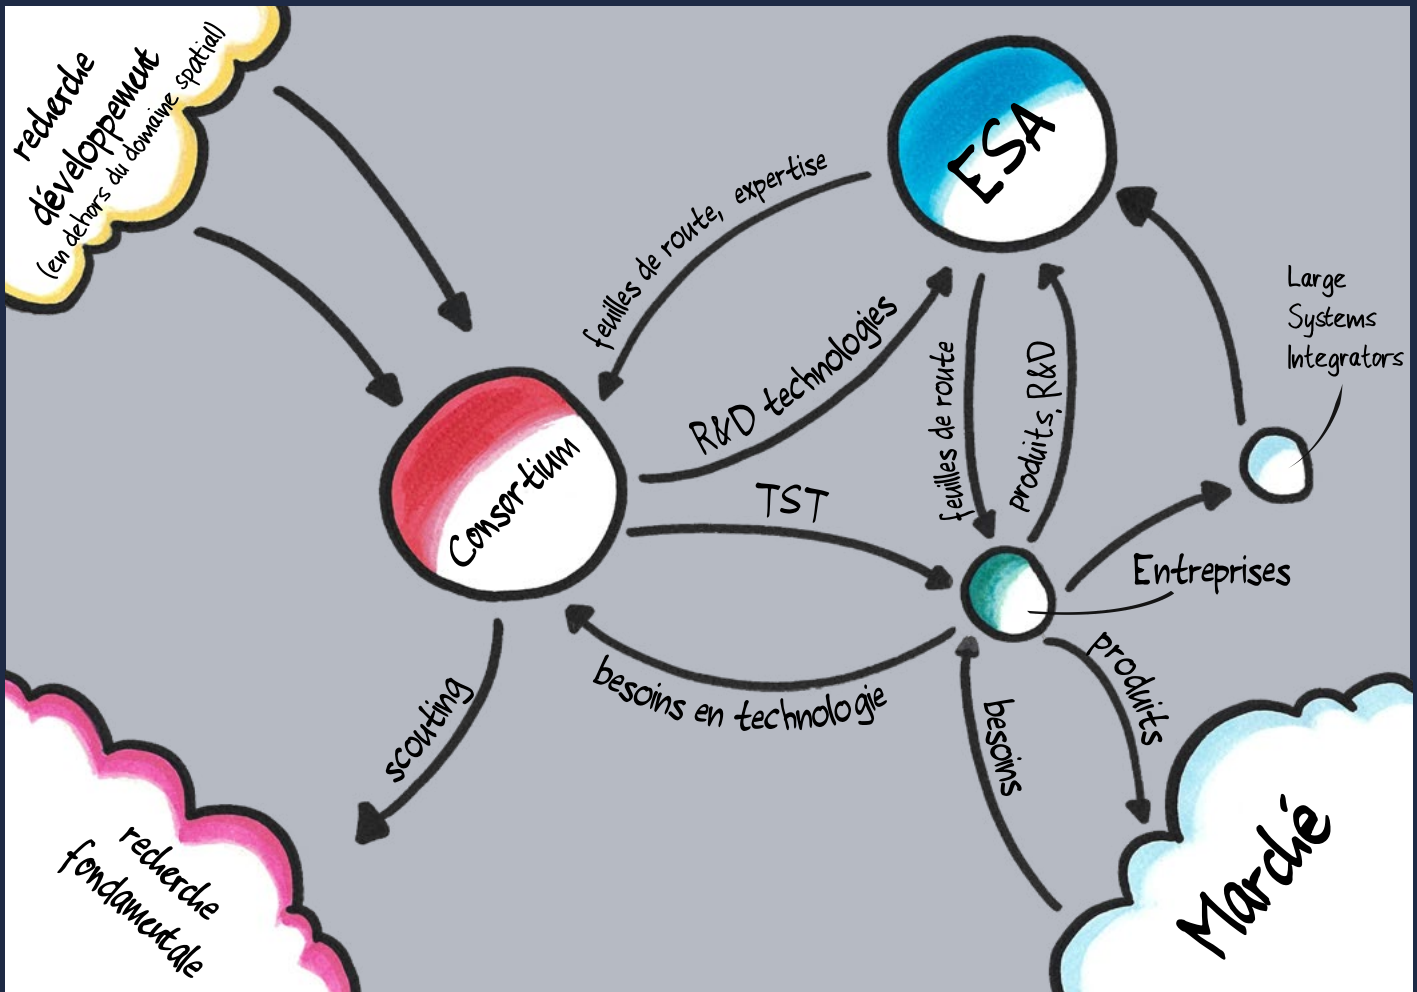 recherche
développement
(en dehors du domaine spatial)
ESA
feuilles de route, expertise
R&D technologies
feuilles de route
produits, R&D
Large
Systems
Integrators
Consortium
TST
Entreprises
besoins en technologie
produits
besoins
scouting
recherche
fondamentale
Marché